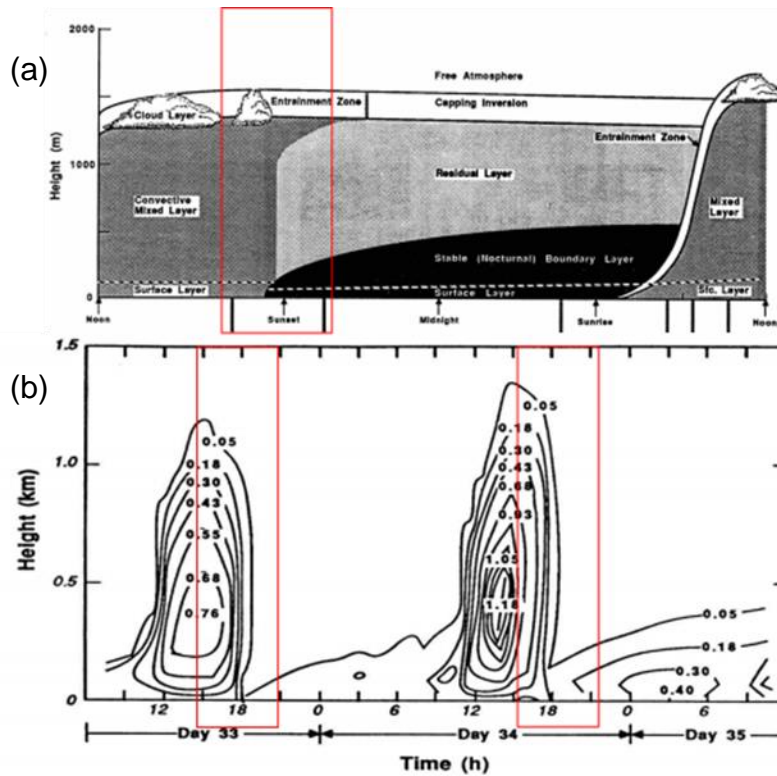 (a)
2000
1000
0
Height (m)
Free Atmosphere
Cloud Layer
Entrainment Zone
Capping Inversion
Entrainment Zone
Convective
Mixed Layer
Residual Layer
Mixed
Layer
Stable (Nocturnal) Boundary Layer
Surface Layer
Surface Layer
Sfc. Layer
Noon
Sunset
Midnight
Sunrise
Noon
(b)
1.5
1.0
0.5
0
Height (km)
0.05
0.18
0.30
0.43
0.55
0.68
0.76
0.05
0.18
0.30
0.43
0.68
0.93
1.05
1.18
0.05
0.18
0.30
0.40
12 18 0 6 12 18 0 6
Day 33 Day 34 Day 35
Time (h)